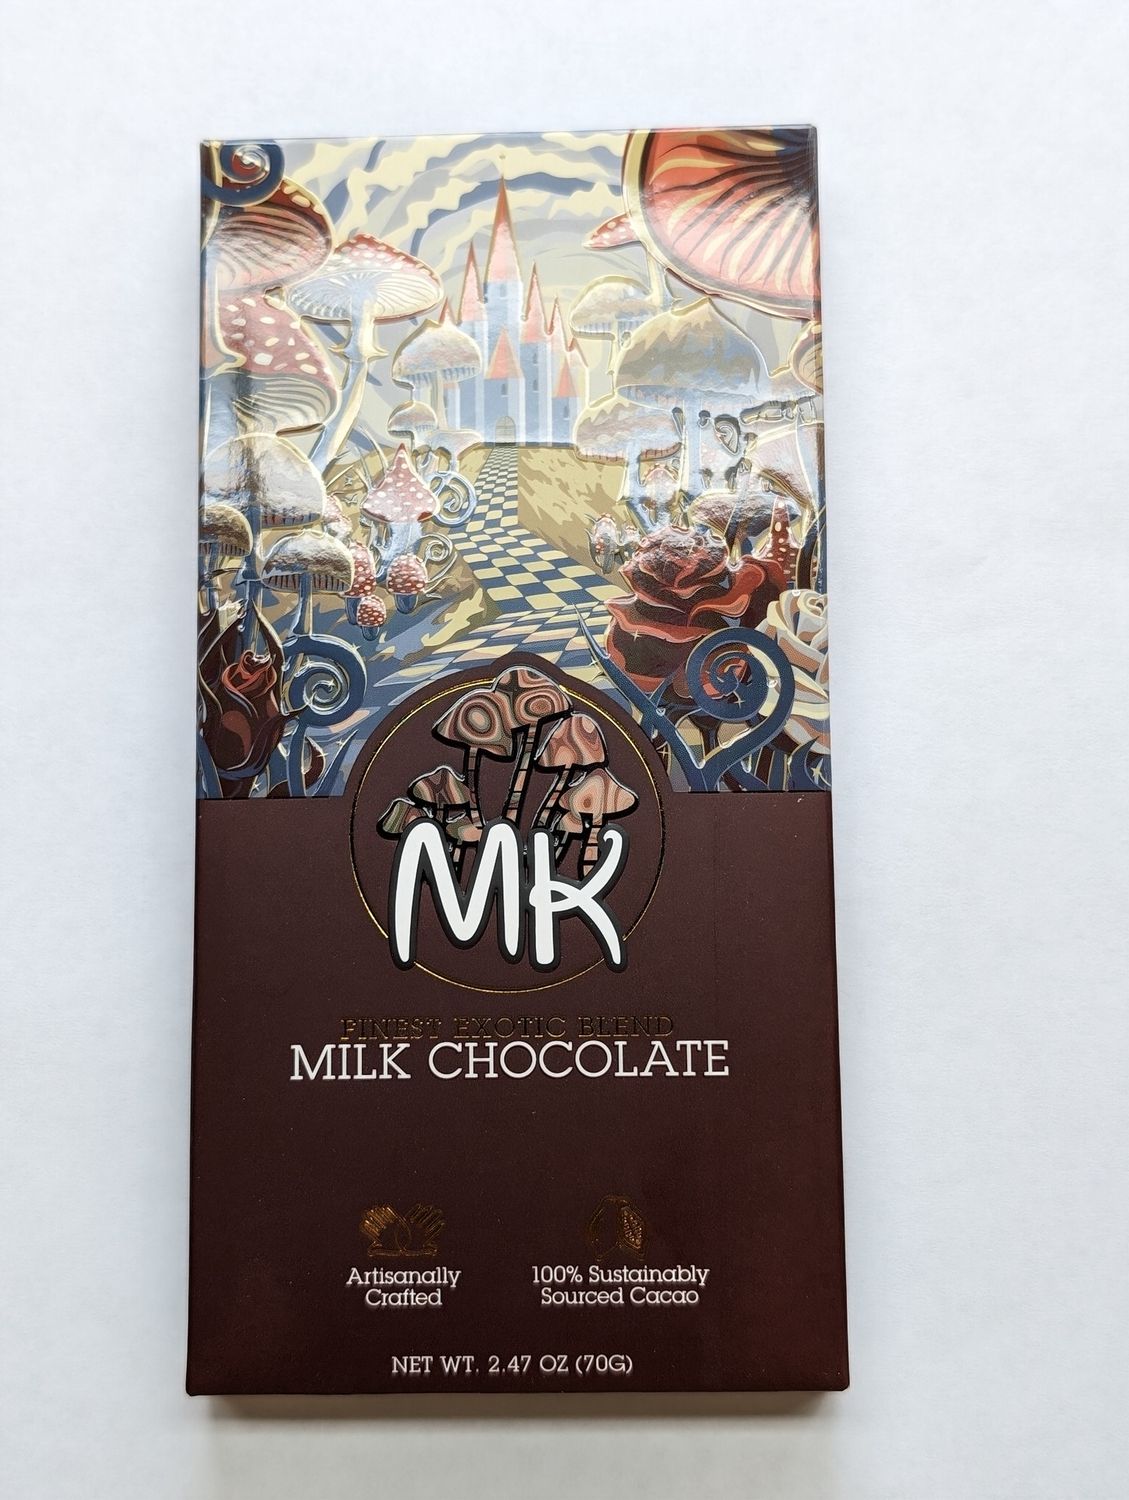 MK
FINEST EXOTIC BLEND
MILK CHOCOLATE
Artisanally
Crafted
100% Sustainably
Sourced Cacao
NET WT. 2.47 OZ (70G)